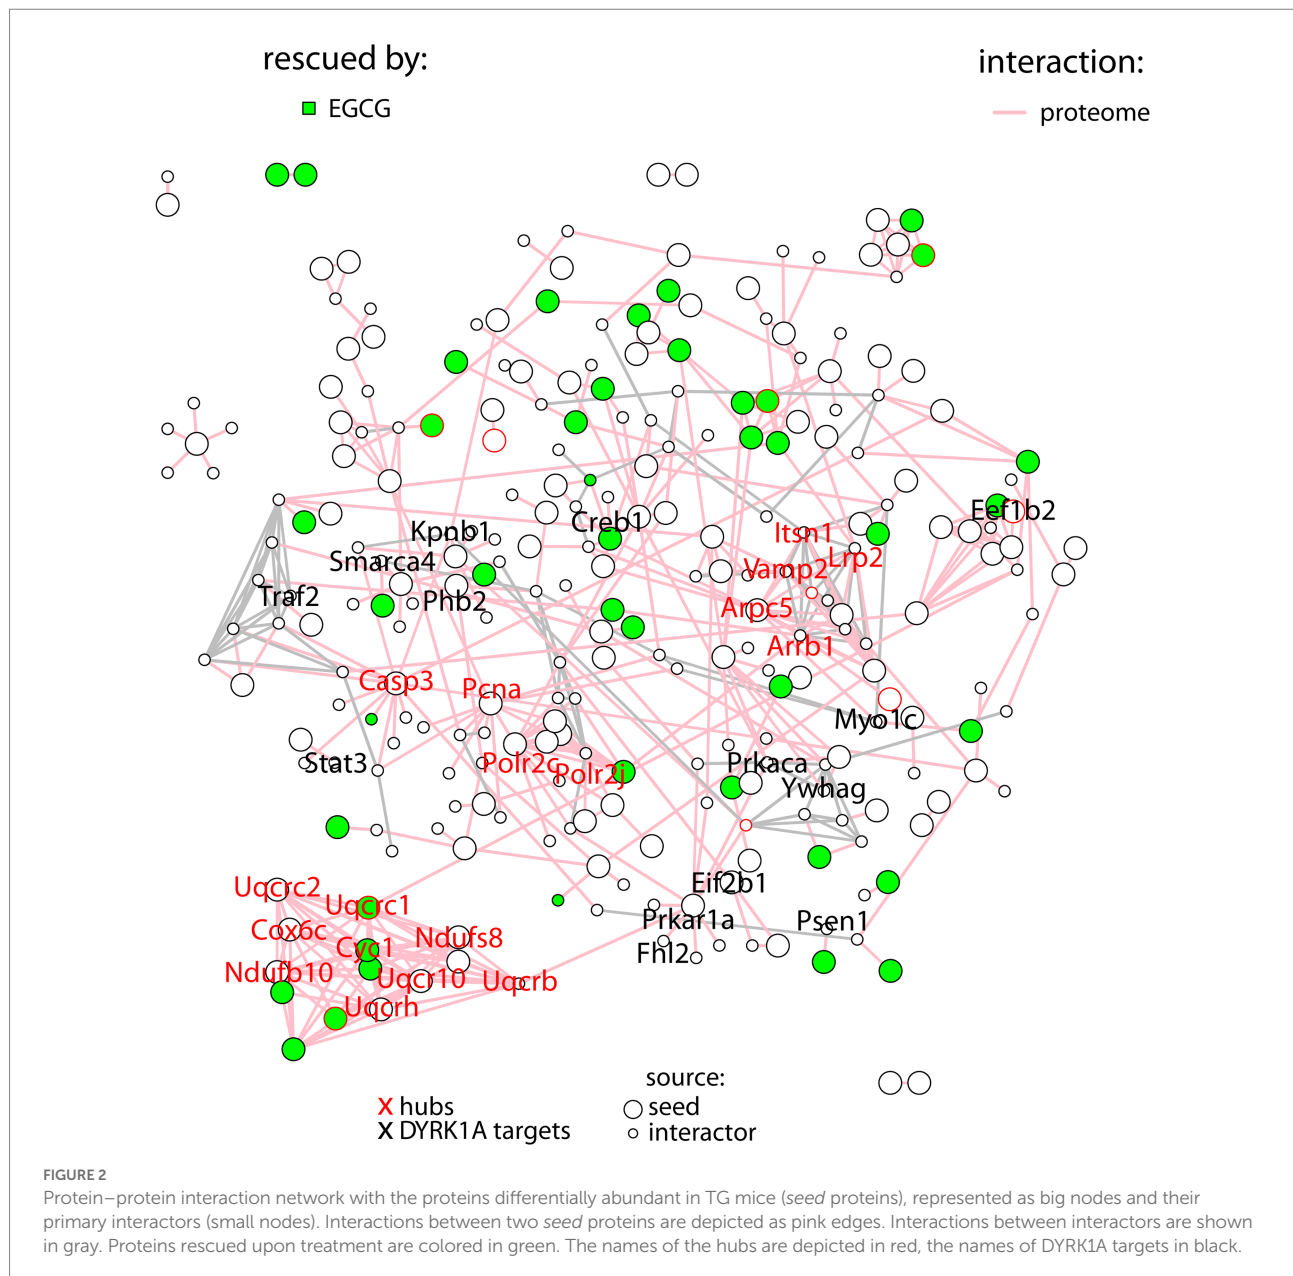 rescued by:
EGCG
interaction:
proteome
Eef1b2
Creb1
Kpnb1
Itsn1
Smarca4
Lrp2
Vamp2
Traf2
Phb2
Arpc5
Arrb1
Casp3
Pcna
Myo1c
Stat3
Polr2c
Prkaca
Polr2j
Ywhag
Uqcrc2
Eif2b1
Uqcrc1
Prkar1a
Psen1
Cox6c
Ndufs8
Cyc1
Fhl2
Ndufb10
Uqcr10
Uqcrb
Uqcrh
source:
X hubs
seed
X DYRK1A targets
interactor
FIGURE 2
Protein–protein interaction network with the proteins differentially abundant in TG mice (seed proteins), represented as big nodes and their
primary interactors (small nodes). Interactions between two seed proteins are depicted as pink edges. Interactions between interactors are shown
in gray. Proteins rescued upon treatment are colored in green. The names of the hubs are depicted in red, the names of DYRK1A targets in black.